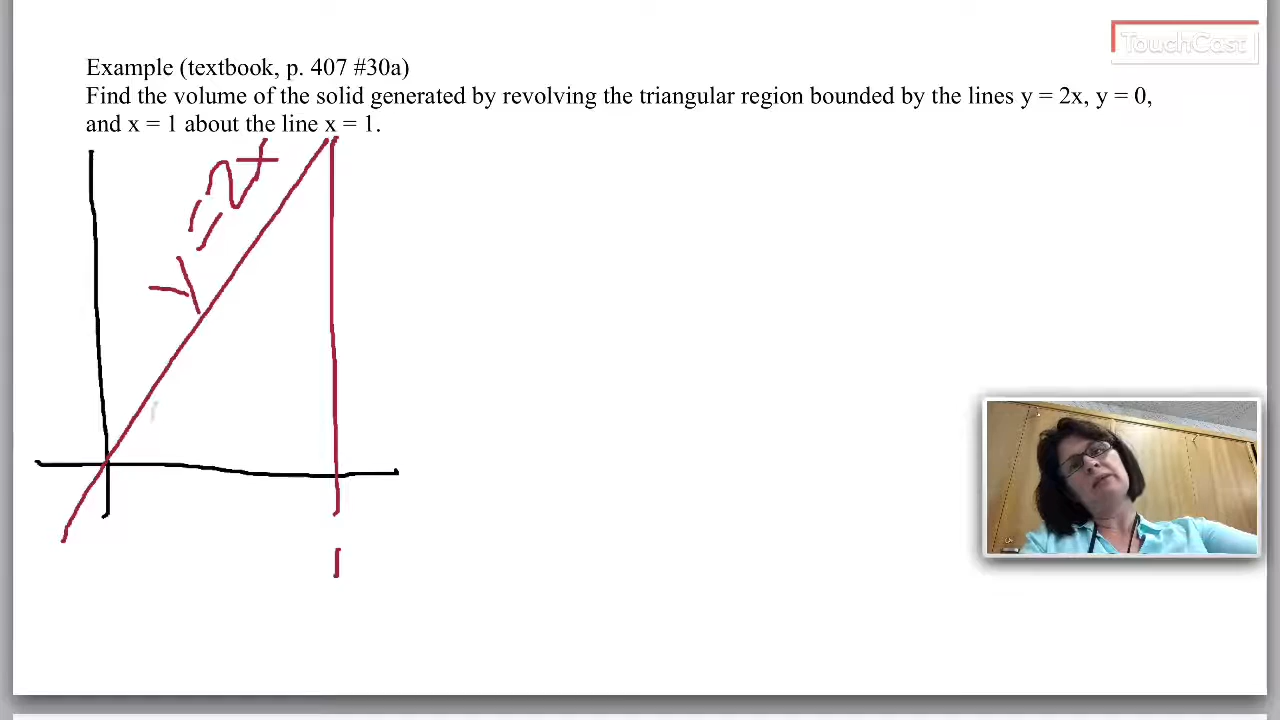 TouchCast
Example (textbook, p. 407 #30a)
Find the volume of the solid generated by revolving the triangular region bounded by the lines y = 2x, y = 0,
and x = 1 about the line x = 1.
y=2x
1